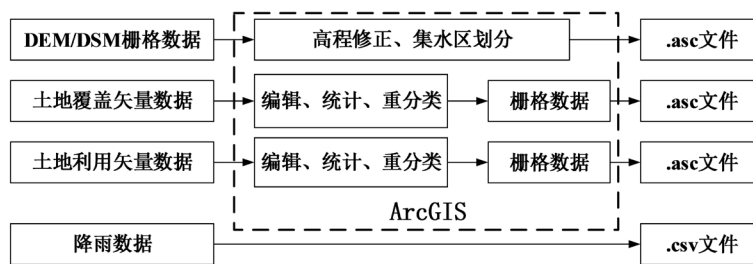 DEM/DSM栅格数据
高程修正、集水区划分
.asc文件
土地覆盖矢量数据
编辑、统计、重分类
栅格数据
.asc文件
土地利用矢量数据
编辑、统计、重分类
栅格数据
.asc文件
ArcGIS
降雨数据
.csv文件